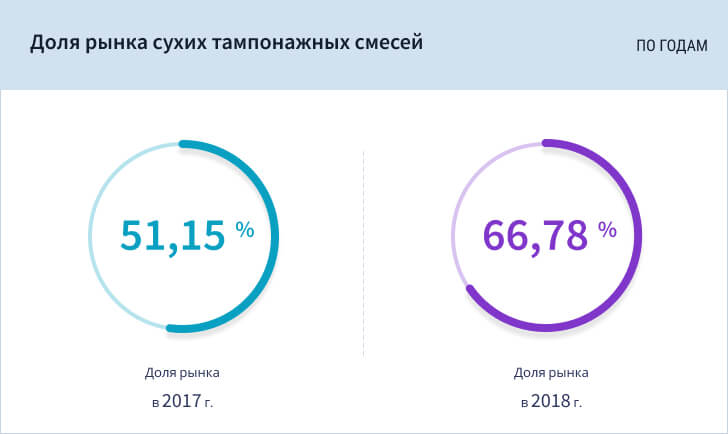 Доля рынка сухих тампонажных смесей
ПО ГОДАМ
51,15 %
66,78 %
Доля рынка
в 2017 г.
Доля рынка
в 2018 г.